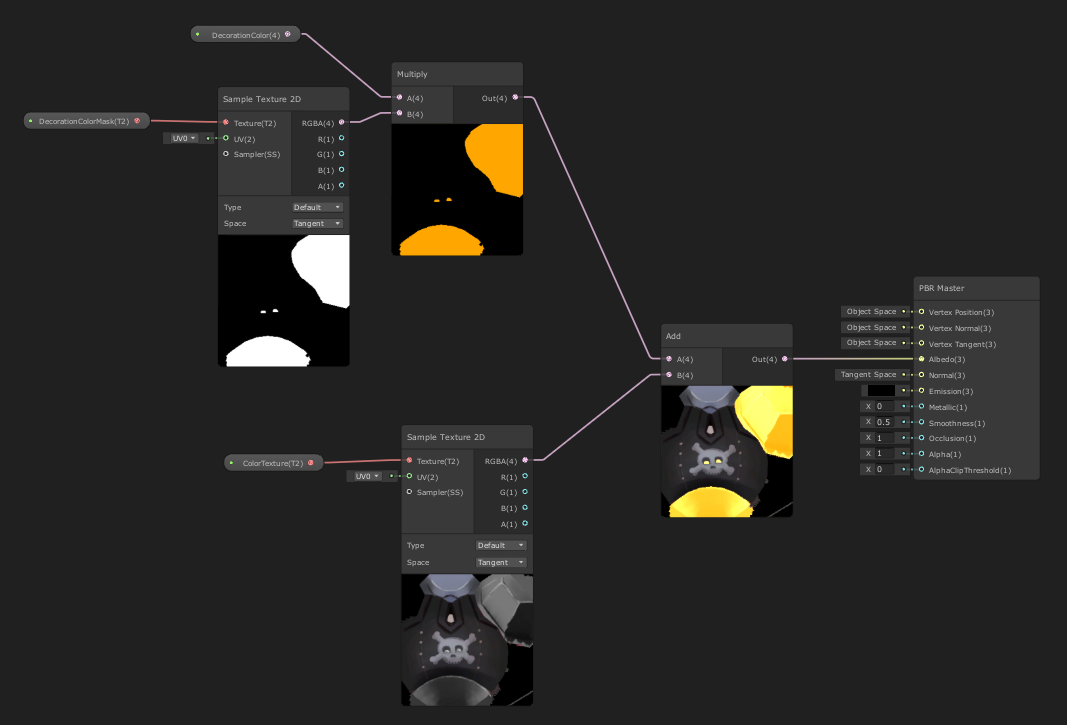 DecorationColor(4)
Multiply
A(4)
Out(4)
B(4)
Sample Texture 2D
DecorationColorMask(T2)
Texture(T2)
RGBA(4)
UV0
UV(2)
R(1)
Sampler(SS)
G(1)
B(1)
A(1)
Type
Default
Space
Tangent
Add
A(4)
Out(4)
B(4)
Sample Texture 2D
ColorTexture(T2)
Texture(T2)
RGBA(4)
UV0
UV(2)
R(1)
Sampler(SS)
G(1)
B(1)
A(1)
Type
Default
Space
Tangent
PBR Master
Object Space
Vertex Position(3)
Object Space
Vertex Normal(3)
Object Space
Vertex Tangent(3)
Albedo(3)
Tangent Space
Normal(3)
Emission(3)
X 0
Metallic(1)
X 0.5
Smoothness(1)
X 1
Occlusion(1)
X 1
Alpha(1)
X 0
AlphaClipThreshold(1)